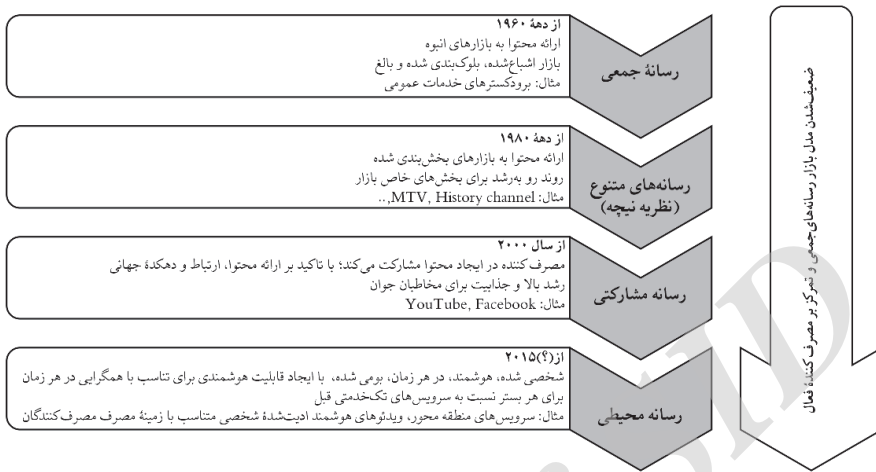 از دههٔ ۱۹۶۰
ارائه محتوا به بازارهای انبوه
بازار اشباع‌شده، بلوک‌بندی شده و بالغ
مثال: برودکسترهای خدمات عمومی
رسانهٔ جمعی
از دههٔ ۱۹۸۰
ارائه محتوا به بازارهای بخش‌بندی شده
روند رو به‌رشد برای بخش‌های خاص بازار
مثال: MTV, History channel,..
رسانه‌های متنوع
(نظریه نیچه)
از سال ۲۰۰۰
مصرف کننده در ایجاد محتوا مشارکت می‌کند؛ با تاکید بر ارائه محتوا، ارتباط و دهکدهٔ جهانی
رشد بالا و جذابیت برای مخاطبان جوان
مثال: YouTube, Facebook
رسانه مشارکتی
از(؟)۲۰۱۵
شخصی شده، هوشمند، در هر زمان، بومی شده، با ایجاد قابلیت هوشمندی برای تناسب با همگرایی در هر زمان
برای هر بستر نسبت به سرویس‌های تک‌خدمتی قبل
مثال: سرویس‌های منطقه محور، ویدئوهای هوشمند ادیت‌شدهٔ شخصی متناسب با زمینهٔ مصرف مصرف‌کنندگان
رسانه محیطی
ضعیف‌شدن مدل بازار رسانه‌های‌جمعی و تمرکز بر مصرف کنندهٔ فعال